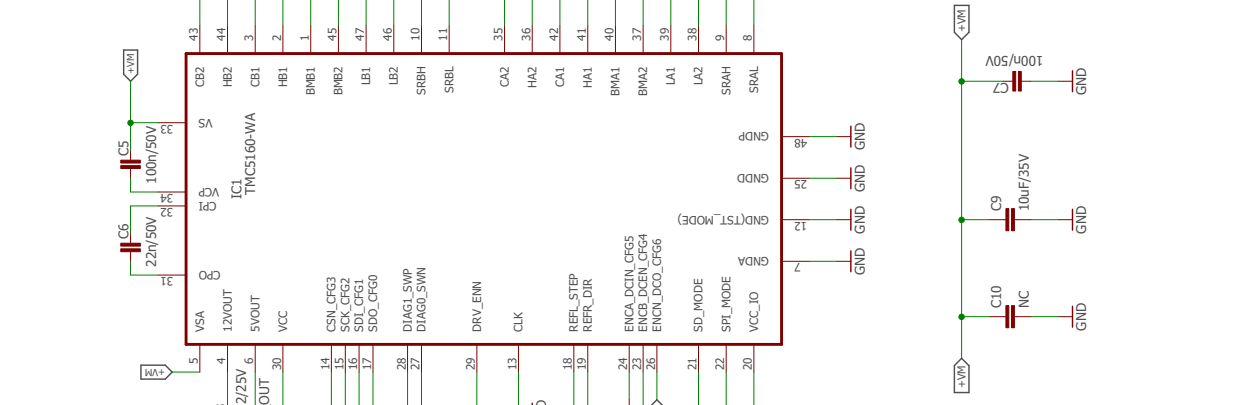 43 44 3 2 1 45 47 46 10 11 35 36 42 41 40 37 39 38 9 8
CB2 HB2 CB1 HB1 BMB1 BMB2 LB1 LB2 SRBH SRBL CA2 HA2 CA1 HA1 BMA1 BMA2 LA1 LA2 SRAH SRAL
+VM
33 VS
C5
100n/50V
34 VCP
32 CPI
C6
22n/50V
31 CPO
IC1
TMC5160-WA
GNDP 48 GND
GNDD 25 GND
GND(TST_MODE) 12 GND
GNDA 7 GND
VSA 12VOUT 5VOUT VCC CSN_CFG3 SCK_CFG2 SDI_CFG1 SDO_CFG0 DIAG1_SWP DIAG0_SWN DRV_ENN CLK REFL_STEP REFR_DIR ENCA_DCIN_CFG5 ENCB_DCEN_CFG4 ENCN_DCO_CFG6 SD_MODE SPI_MODE VCC_IO
5 4 6 30 14 15 16 17 28 27 29 13 18 19 24 23 26 21 22 20
+VM
2/25V
OUT
+VM
100n/50V
C7
GND
C9
10uF/35V
GND
C10
NC
GND
+VM